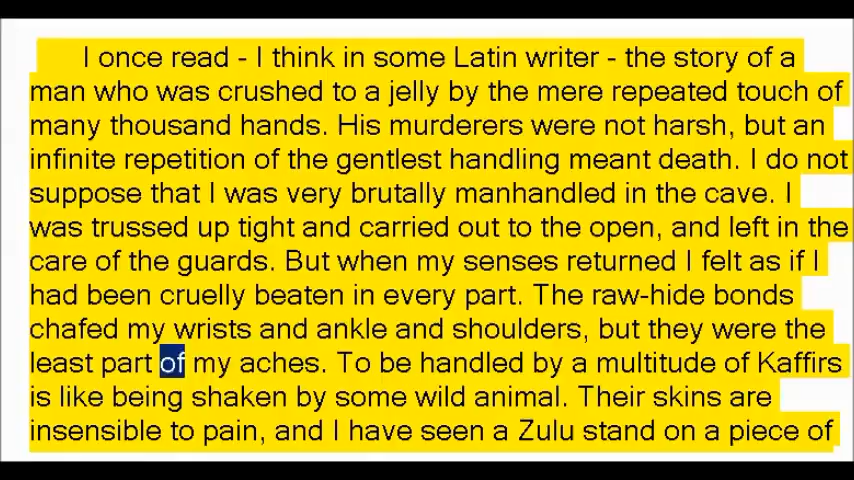 I once read - I think in some Latin writer - the story of a
man who was crushed to a jelly by the mere repeated touch of
many thousand hands. His murderers were not harsh, but an
infinite repetition of the gentlest handling meant death. I do not
suppose that I was very brutally manhandled in the cave. I
was trussed up tight and carried out to the open, and left in the
care of the guards. But when my senses returned I felt as if I
had been cruelly beaten in every part. The raw-hide bonds
chafed my wrists and ankle and shoulders, but they were the
least part of my aches. To be handled by a multitude of Kaffirs
is like being shaken by some wild animal. Their skins are
insensible to pain, and I have seen a Zulu stand on a piece of